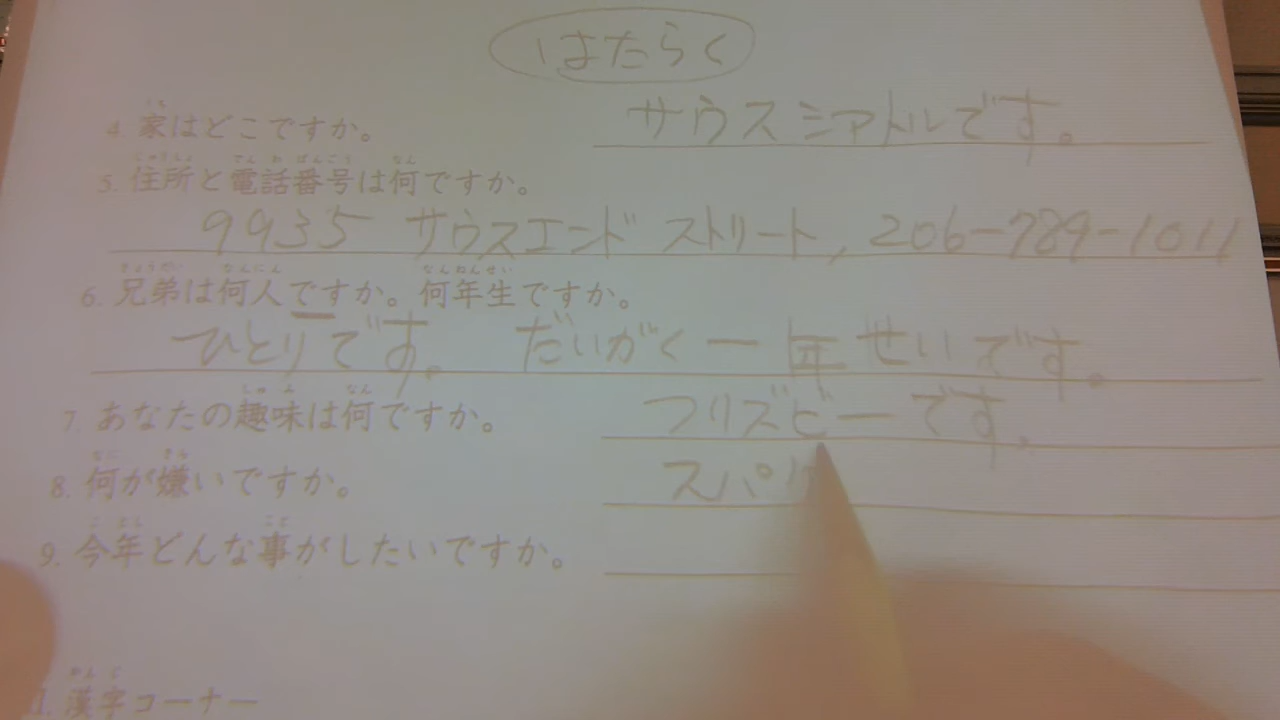 はたらく
4. 家はどこですか。 サウスシアトルです。
5. 住所と電話番号は何ですか。
9935 サウスエンド ストリート, 206-789-1011
6. 兄弟は何人ですか。何年生ですか。
ひとりです。 だいがく一年せいです。
7. あなたの趣味は何ですか。 フリズビーです.
8. 何が嫌いですか。 スパ
9. 今年どんな事がしたいですか。
漢字コーナー